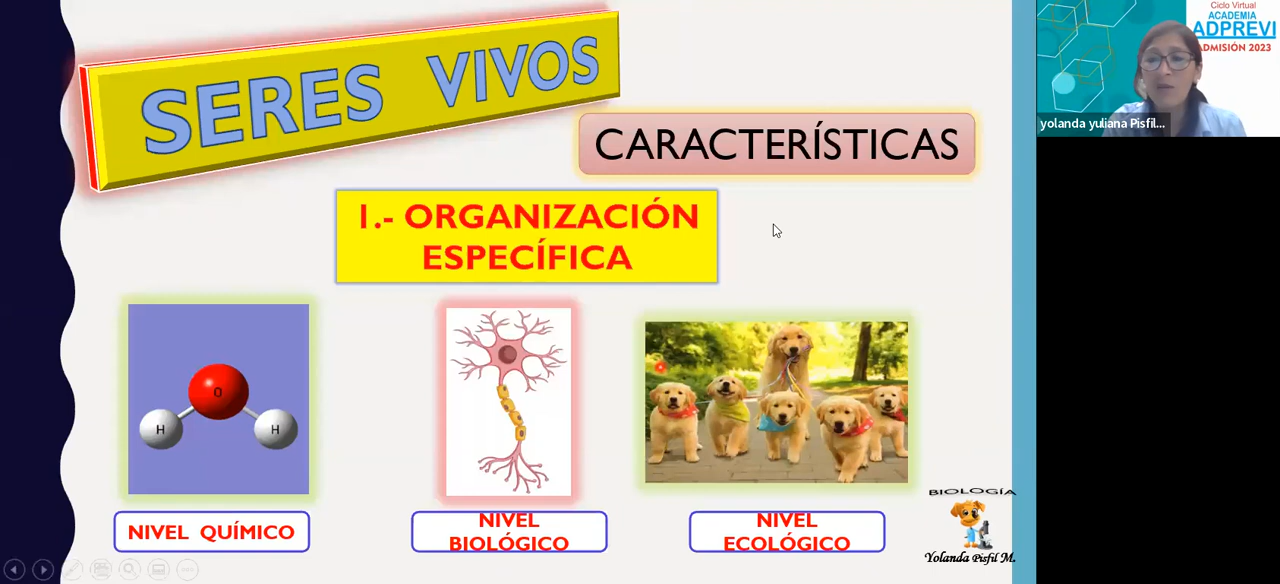 SERES VIVOS
CARACTERÍSTICAS
1.- ORGANIZACIÓN
ESPECÍFICA
O
H
H
NIVEL QUÍMICO
NIVEL
BIOLÓGICO
NIVEL
ECOLÓGICO
BIOLOGÍA
Yolanda Pisfil M.
Ciclo Virtual
ACADEMIA
ADPREVI
ADMISIÓN 2023
yolanda yuliana Pisfil...